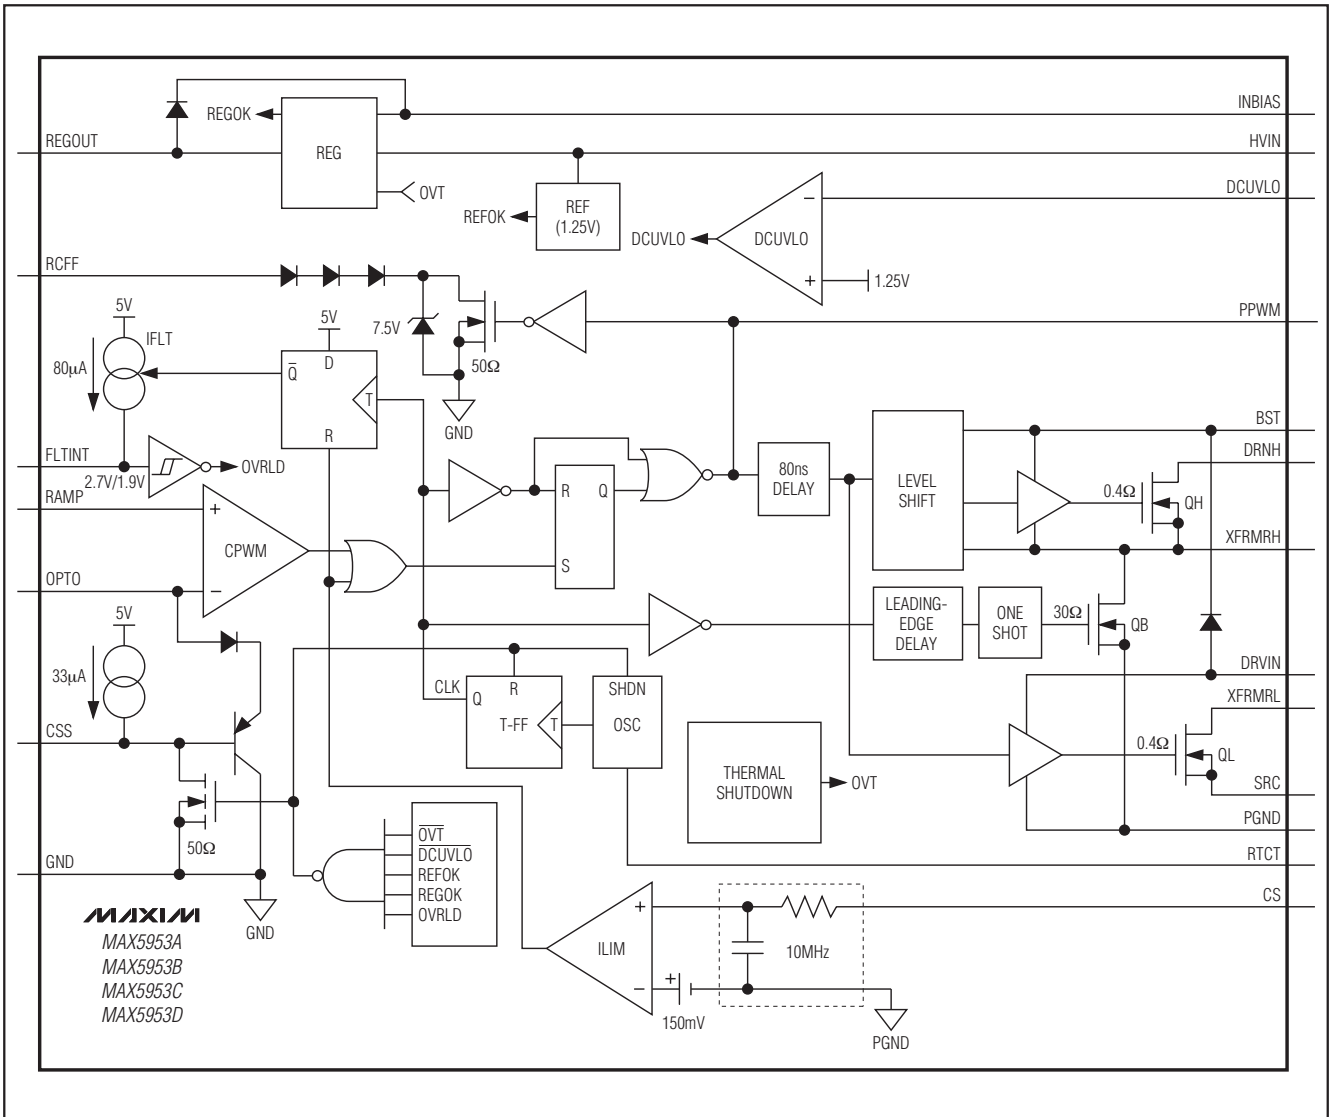 INBIAS
REGOK
REGOUT
REG
HVIN
OVT
REFOK
REF
(1.25V)
DCUVLO
DCUVLO
DCUVLO
- 
+
1.25V
RCFF
5V
IFLT
80µA
5V
7.5V
50Ω
GND
PPWM
Q̅
D
T
R
FLTINT
2.7V/1.9V
OVRLD
RAMP
+
CPWM
-
OPTO
R
Q
S
80ns
DELAY
LEVEL
SHIFT
BST
DRNH
0.4Ω
QH
XFRMRH
LEADING-
EDGE
DELAY
ONE
SHOT
30Ω
QB
5V
33µA
CSS
CLK
Q
R
T-FF
T
SHDN
OSC
DRVIN
XFRMRL
0.4Ω
QL
SRC
PGND
THERMAL
SHUTDOWN
OVT
RTCT
50Ω
GND
GND
O̅V̅T̅
D̅C̅U̅V̅L̅O̅
REFOK
REGOK
OVRLD
+
ILIM
-
+
150mV
10MHz
CS
PGND
MAXIM
MAX5953A
MAX5953B
MAX5953C
MAX5953D